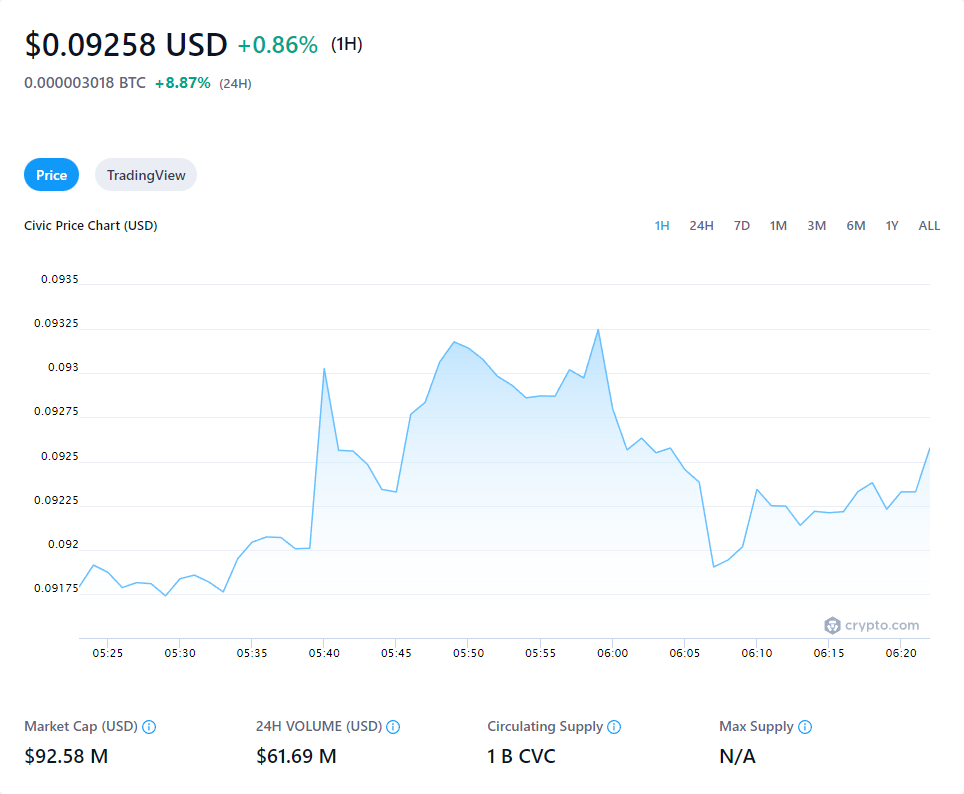 $0.09258 USD +0.86% (1H)
0.000003018 BTC +8.87% (24H)
Price TradingView
Civic Price Chart (USD) 1H 24H 7D 1M 3M 6M 1Y ALL
0.0935
0.09325
0.093
0.09275
0.0925
0.09225
0.092
0.09175
crypto.com
05:25 05:30 05:35 05:40 05:45 05:50 05:55 06:00 06:05 06:10 06:15 06:20
Market Cap (USD) 24H VOLUME (USD) Circulating Supply Max Supply
$92.58 M $61.69 M 1 B CVC N/A